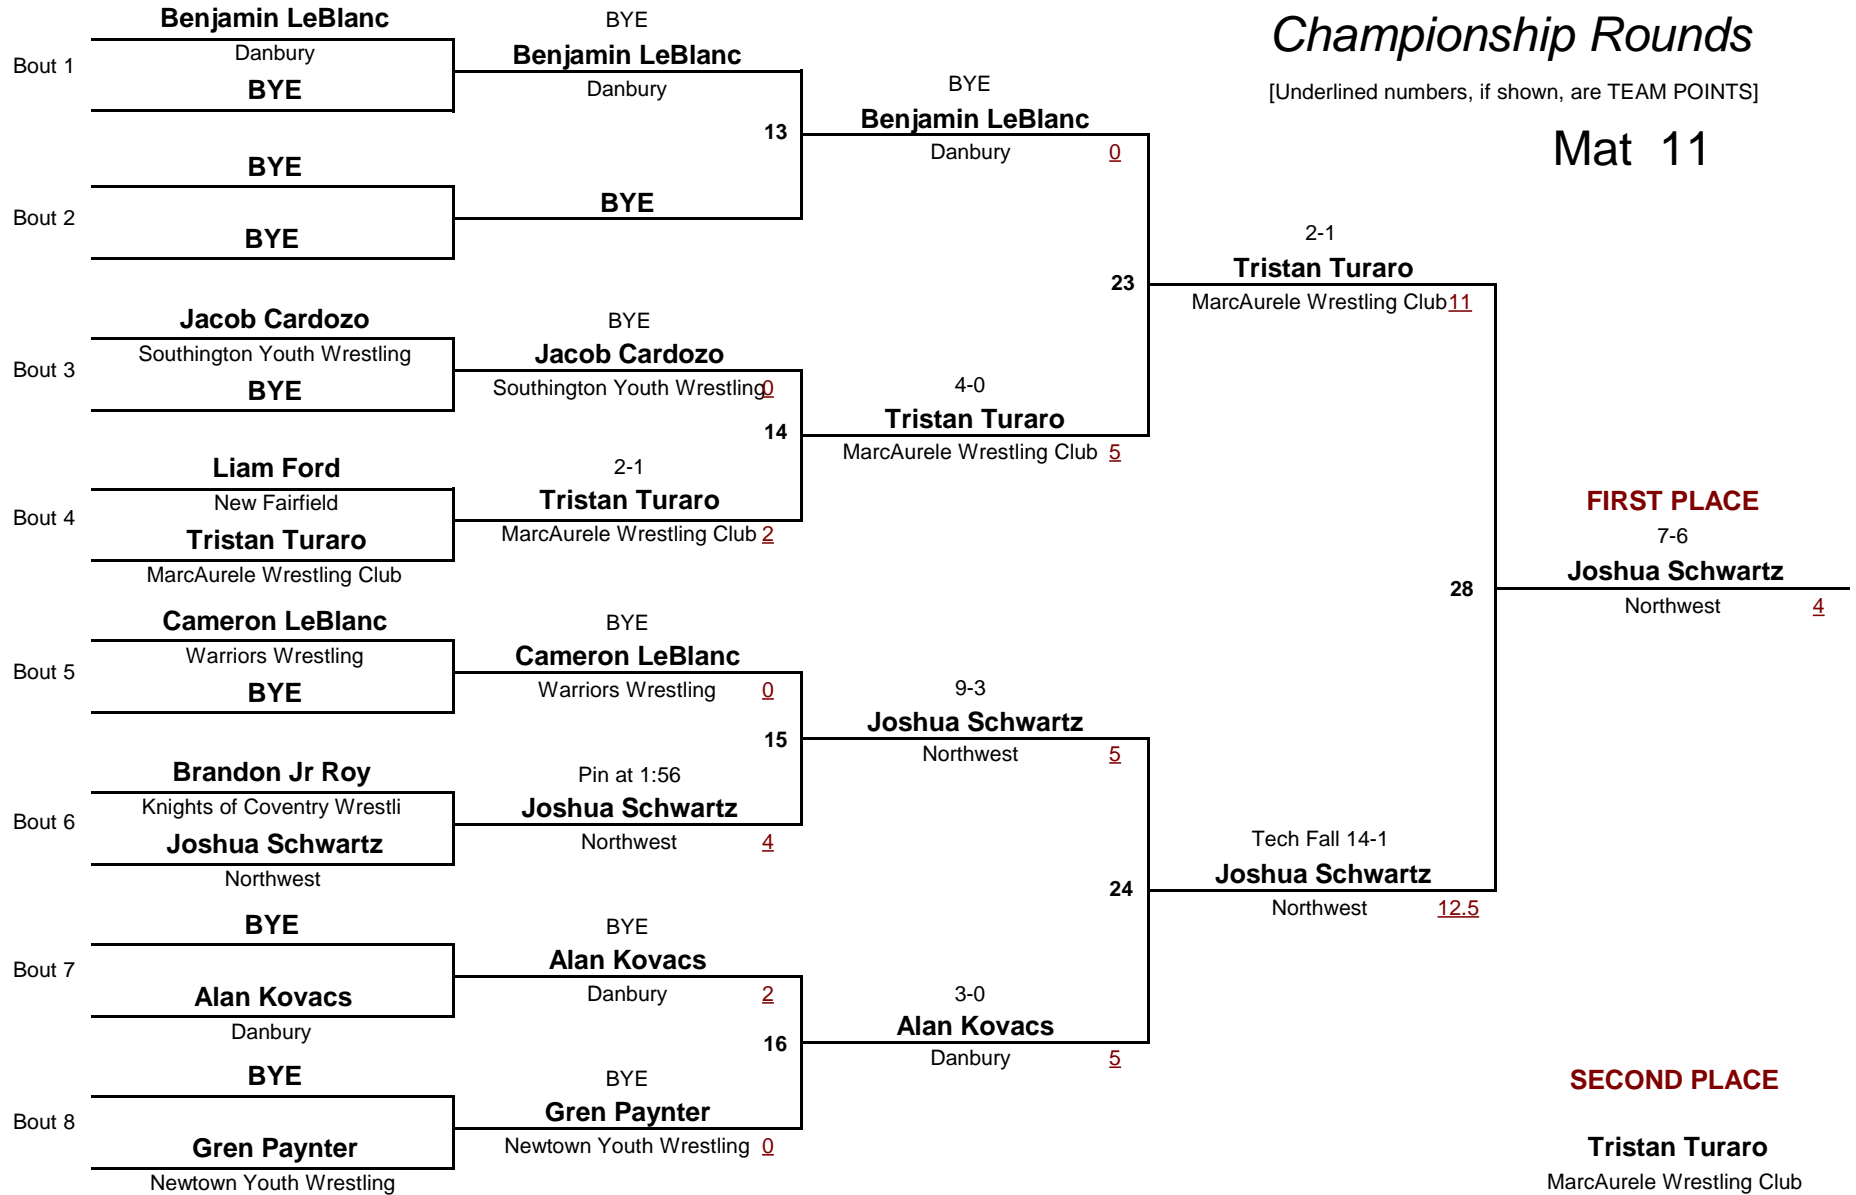 Championship Rounds
[Underlined numbers, if shown, are TEAM POINTS]
Mat 11
Bout 1
Benjamin LeBlanc
Danbury
BYE
Bout 2
BYE
BYE
Bout 3
Jacob Cardozo
Southington Youth Wrestling
BYE
Bout 4
Liam Ford
New Fairfield
Tristan Turaro
MarcAurele Wrestling Club
Bout 5
Cameron LeBlanc
Warriors Wrestling
BYE
Bout 6
Brandon Jr Roy
Knights of Coventry Wrestli
Joshua Schwartz
Northwest
Bout 7
BYE
Alan Kovacs
Danbury
Bout 8
BYE
Gren Paynter
Newtown Youth Wrestling
BYE
Benjamin LeBlanc
Danbury
13
BYE
BYE
Jacob Cardozo
Southington Youth Wrestling 0
14
2-1
Tristan Turaro
MarcAurele Wrestling Club 2
BYE
Cameron LeBlanc
Warriors Wrestling 0
15
Pin at 1:56
Joshua Schwartz
Northwest 4
BYE
Alan Kovacs
Danbury 2
16
BYE
Gren Paynter
Newtown Youth Wrestling 0
BYE
Benjamin LeBlanc
Danbury 0
23
4-0
Tristan Turaro
MarcAurele Wrestling Club 5
9-3
Joshua Schwartz
Northwest 5
24
3-0
Alan Kovacs
Danbury 5
2-1
Tristan Turaro
MarcAurele Wrestling Club 11
28
Tech Fall 14-1
Joshua Schwartz
Northwest 12.5
FIRST PLACE
7-6
Joshua Schwartz
Northwest 4
SECOND PLACE
Tristan Turaro
MarcAurele Wrestling Club